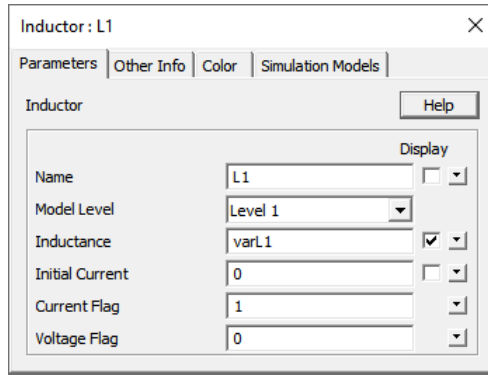 Inductor : L1
Parameters Other Info Color Simulation Models
Inductor Help
Display
Name L1
Model Level Level 1
Inductance varL1
Initial Current 0
Current Flag 1
Voltage Flag 0